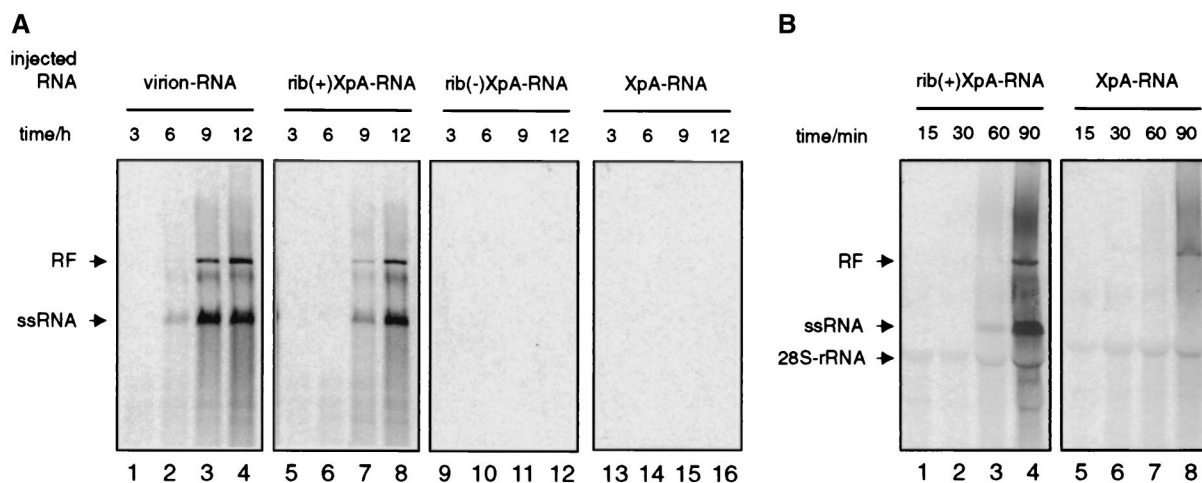 A
injected RNA
virion-RNA rib(+)XpA-RNA rib(-)XpA-RNA XpA-RNA
time/h 3 6 9 12 3 6 9 12 3 6 9 12 3 6 9 12
RF
ssRNA
1 2 3 4 5 6 7 8 9 10 11 12 13 14 15 16
B
rib(+)XpA-RNA XpA-RNA
time/min 15 30 60 90 15 30 60 90
RF
ssRNA
28S-rRNA
1 2 3 4 5 6 7 8